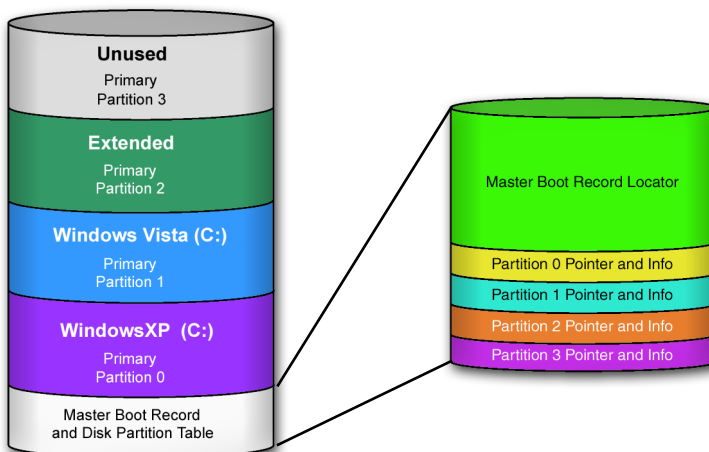 Unused
Primary
Partition 3
Extended
Primary
Partition 2
Windows Vista (C:)
Primary
Partition 1
WindowsXP (C:)
Primary
Partition 0
Master Boot Record
and Disk Partition Table
Master Boot Record Locator
Partition 0 Pointer and Info
Partition 1 Pointer and Info
Partition 2 Pointer and Info
Partition 3 Pointer and Info